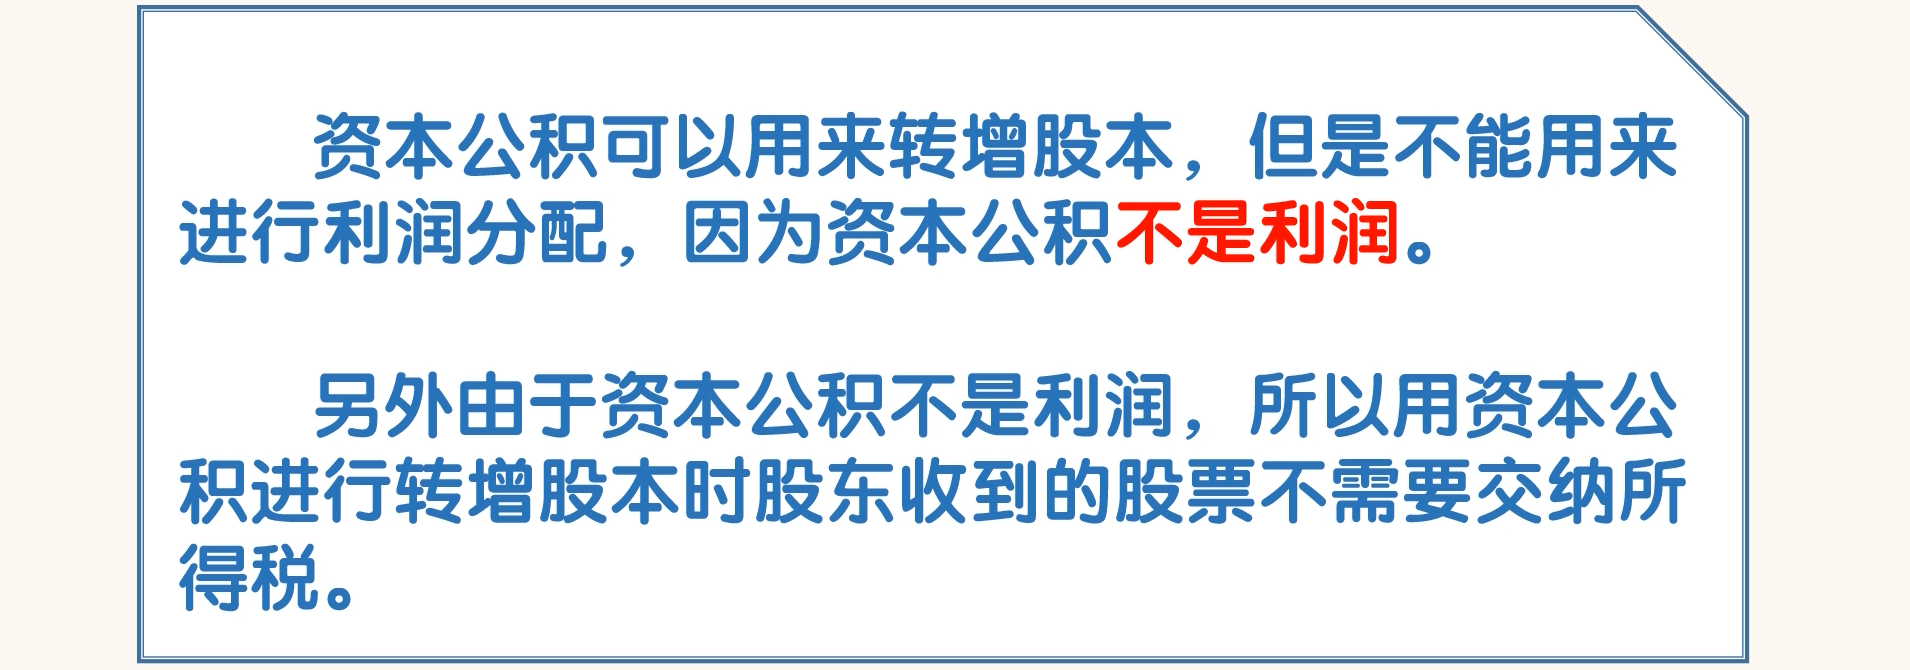 资本公积可以用来转增股本，但是不能用来
进行利润分配，因为资本公积不是利润。
另外由于资本公积不是利润，所以用资本公
积进行转增股本时股东收到的股票不需要交纳所
得税。